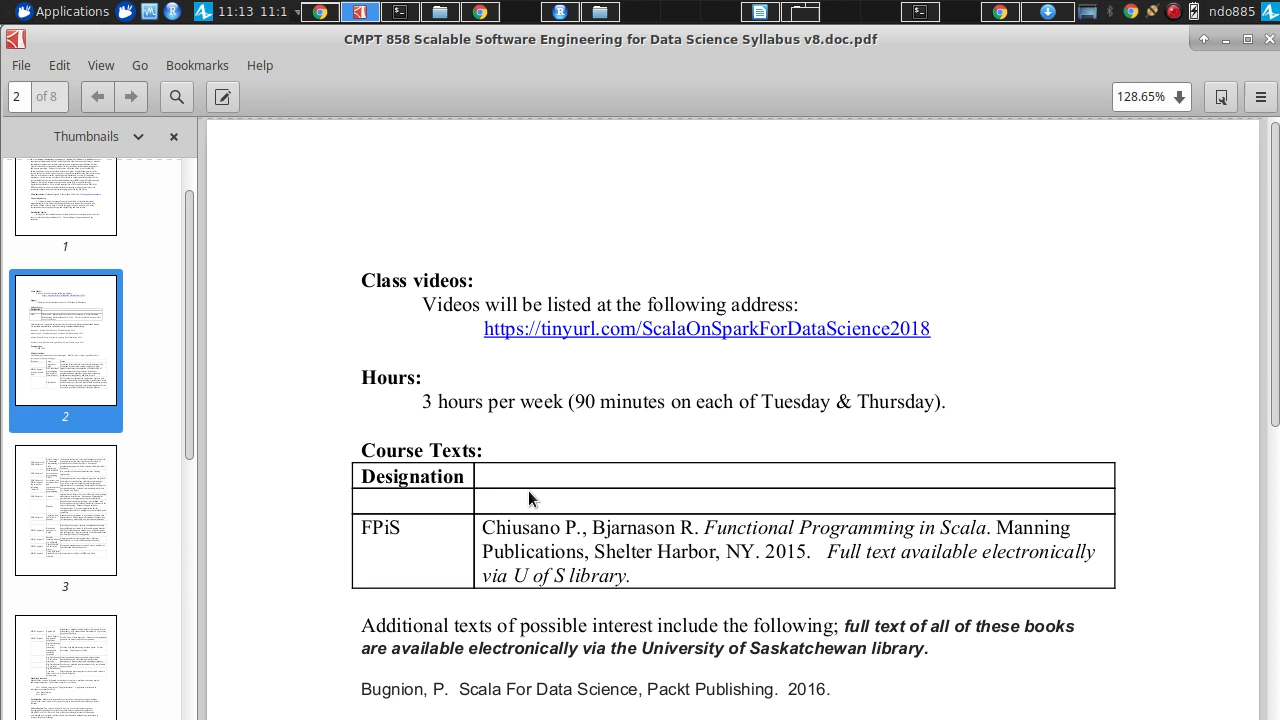 Applications 11:13 11:1 ndo885
CMPT 858 Scalable Software Engineering for Data Science Syllabus v8.doc.pdf
File Edit View Go Bookmarks Help
2 of 8 128.65%
Thumbnails
1
2
3
Class videos:
Videos will be listed at the following address:
https://tinyurl.com/ScalaOnSparkForDataScience2018
Hours:
3 hours per week (90 minutes on each of Tuesday & Thursday).
Course Texts:
Designation
FPiS Chiusano P., Bjarnason R. Functional Programming in Scala. Manning
Publications, Shelter Harbor, NY. 2015. Full text available electronically
via U of S library.
Additional texts of possible interest include the following; full text of all of these books
are available electronically via the University of Saskatchewan library.
Bugnion, P. Scala For Data Science, Packt Publishing. 2016.